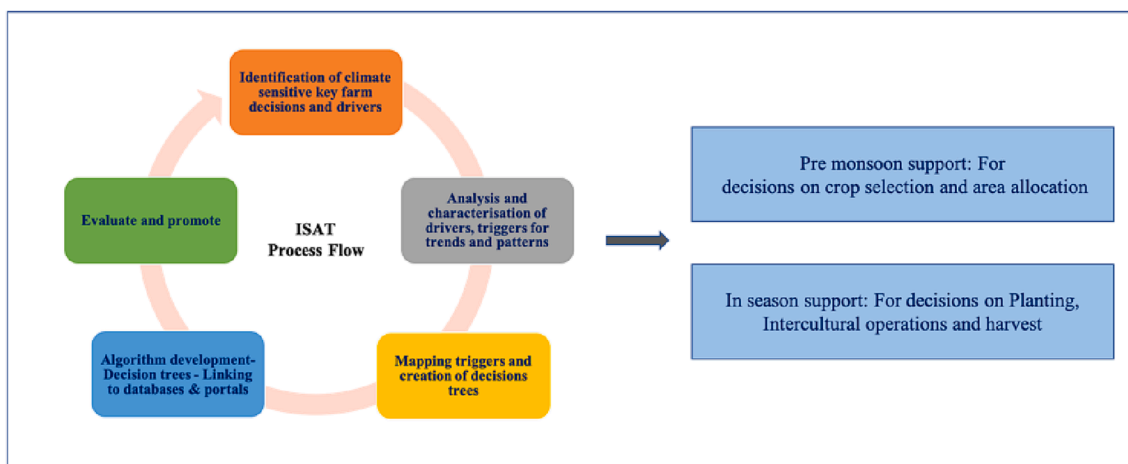 Identification of climate
sensitive key farm
decisions and drivers
Analysis and
characterisation of
drivers, triggers for
trends and patterns
Mapping triggers and
creation of decisions
trees
Algorithm development-
Decision trees - Linking
to databases & portals
Evaluate and promote
ISAT
Process Flow
Pre monsoon support: For
decisions on crop selection and area allocation
In season support: For decisions on Planting,
Intercultural operations and harvest